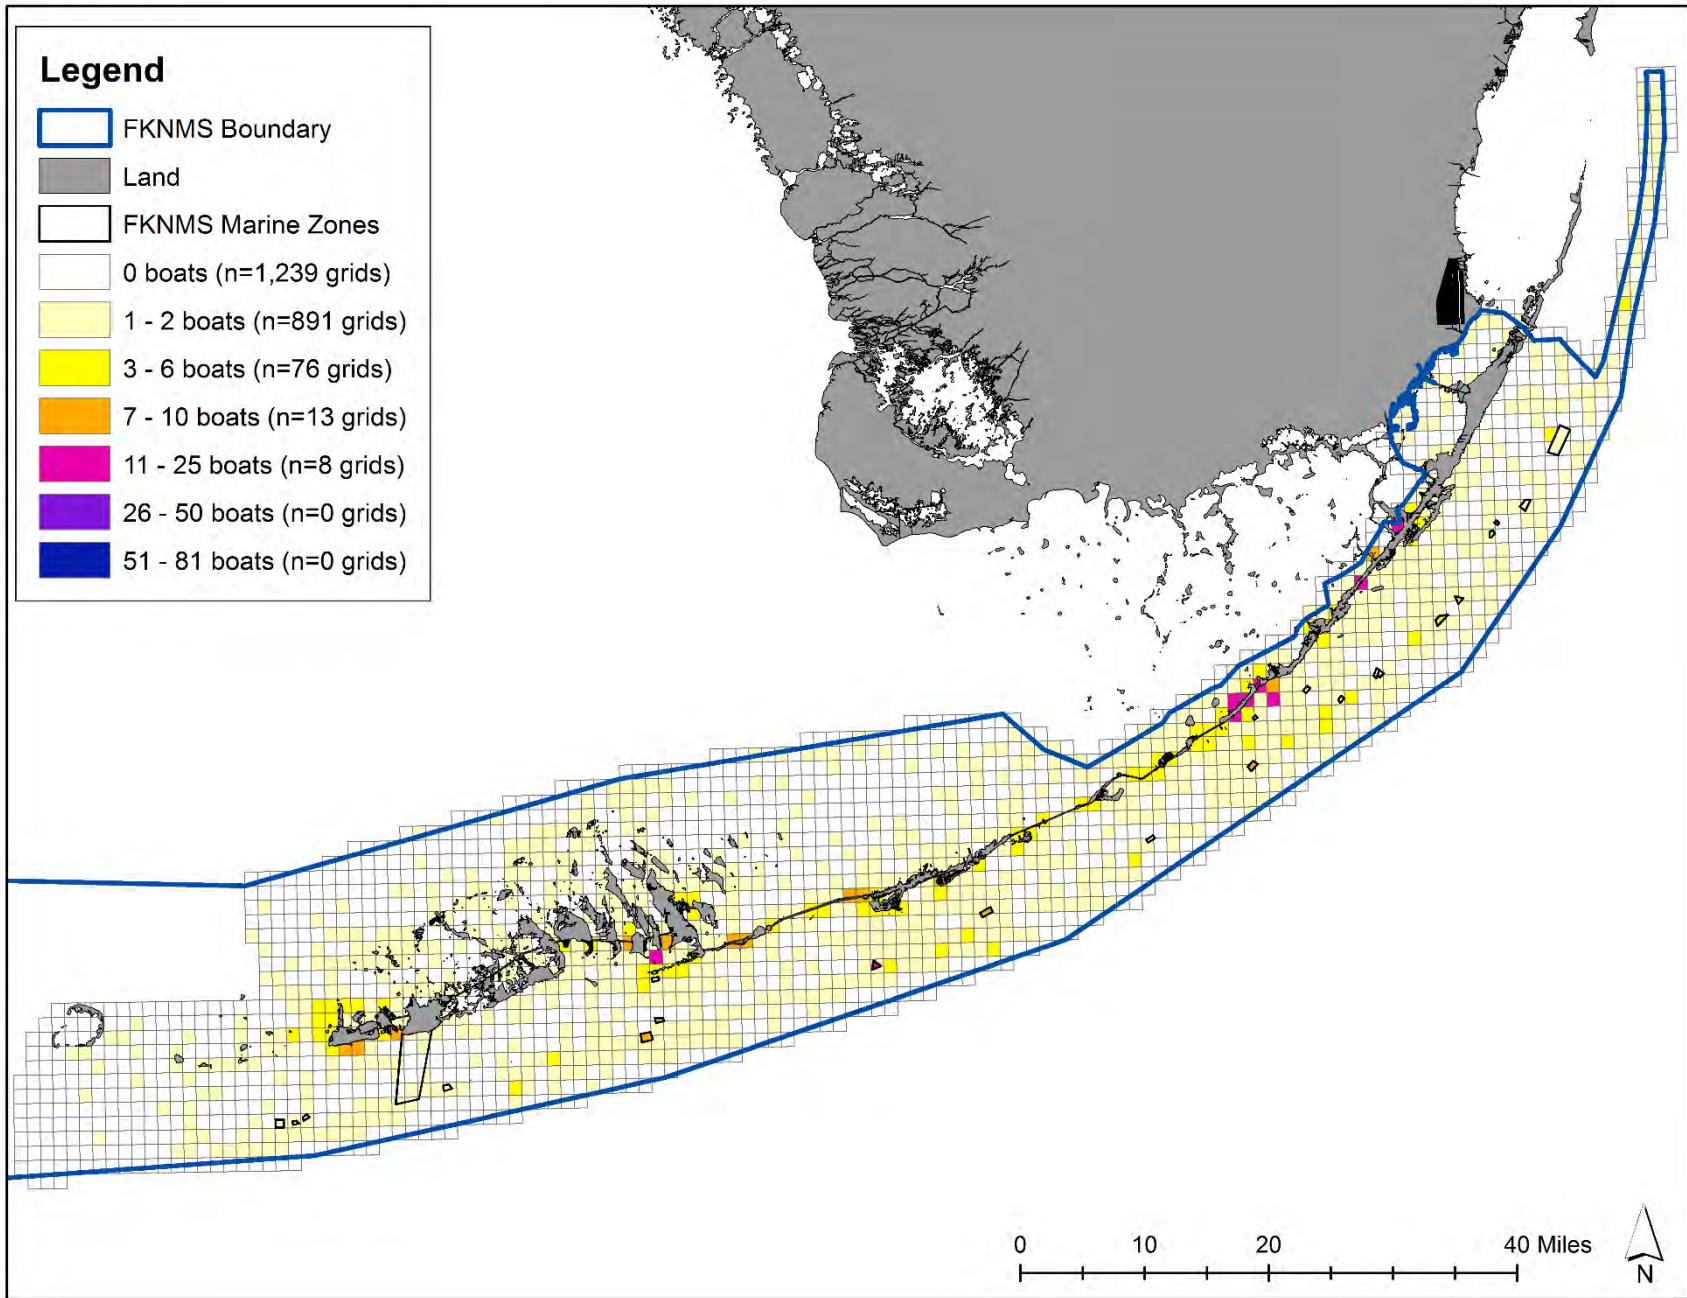 Legend
FKNMS Boundary
Land
FKNMS Marine Zones
0 boats (n=1,239 grids)
1 - 2 boats (n=891 grids)
3 - 6 boats (n=76 grids)
7 - 10 boats (n=13 grids)
11 - 25 boats (n=8 grids)
26 - 50 boats (n=0 grids)
51 - 81 boats (n=0 grids)
0 10 20 40 Miles
N